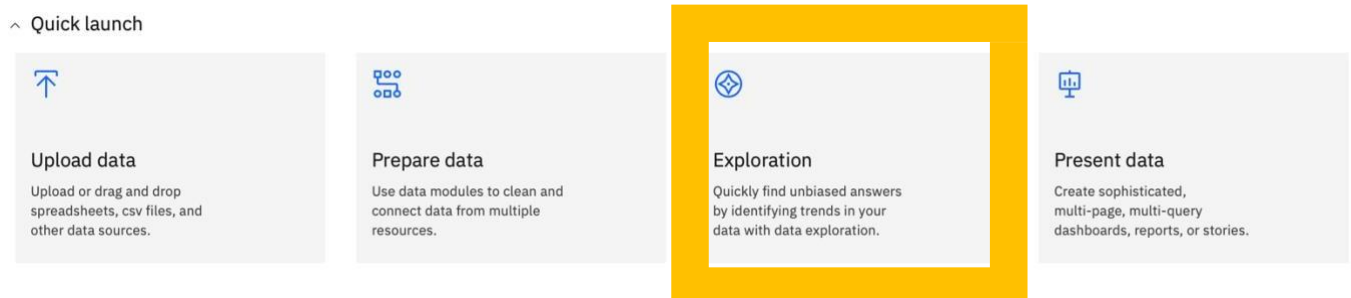 Quick launch
Upload data
Upload or drag and drop
spreadsheets, csv files, and
other data sources.
Prepare data
Use data modules to clean and
connect data from multiple
resources.
Exploration
Quickly find unbiased answers
by identifying trends in your
data with data exploration.
Present data
Create sophisticated,
multi-page, multi-query
dashboards, reports, or stories.